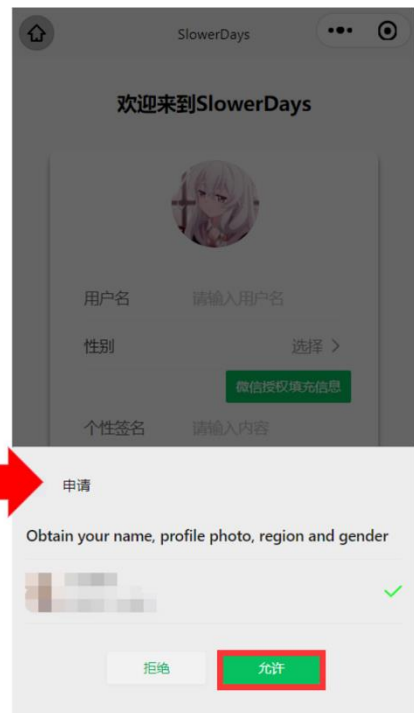 SlowerDays
欢迎来到SlowerDays
用户名 请输入用户名
性别 选择
微信授权填充信息
个性签名 请输入内容
申请
Obtain your name, profile photo, region and gender
拒绝 允许